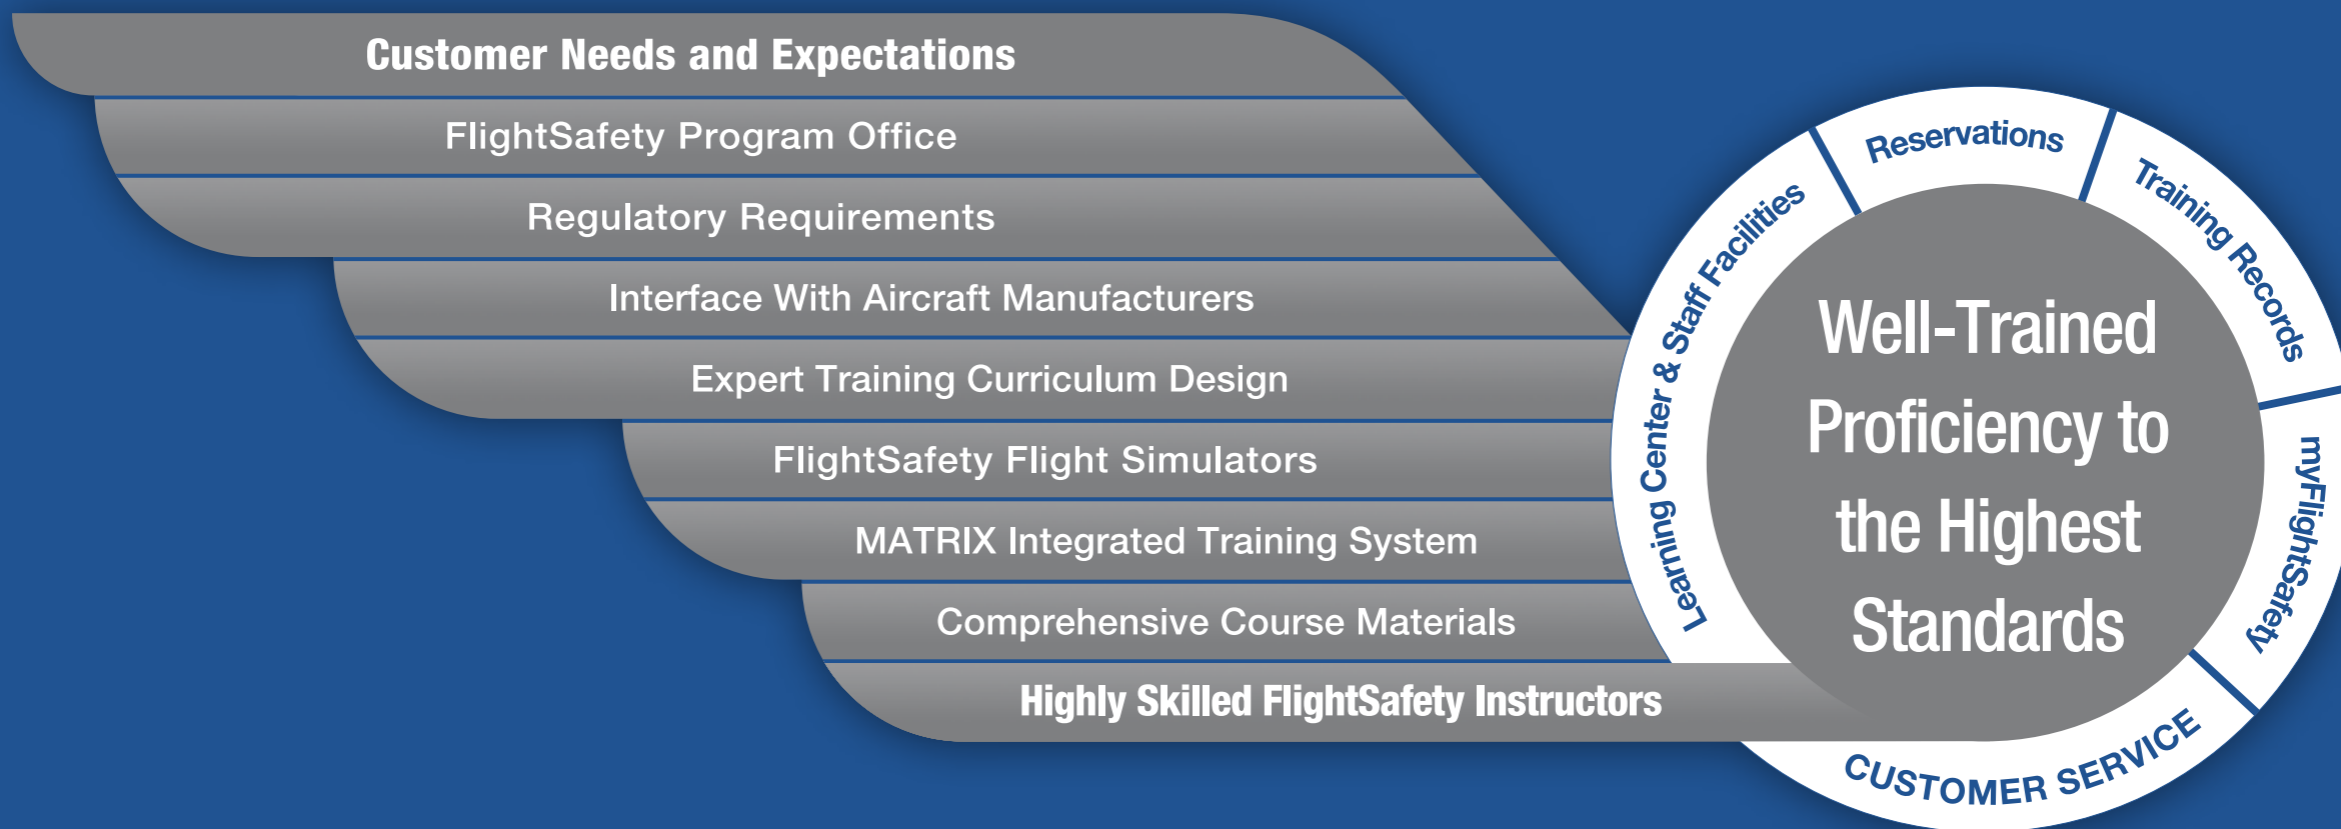 Customer Needs and Expectations
FlightSafety Program Office
Regulatory Requirements
Interface With Aircraft Manufacturers
Expert Training Curriculum Design
FlightSafety Flight Simulators
MATRIX Integrated Training System
Comprehensive Course Materials
Highly Skilled FlightSafety Instructors
Learning Center & Staff Facilities
Reservations
Training Records
myFlightSafety
CUSTOMER SERVICE
Well-Trained
Proficiency to
the Highest
Standards